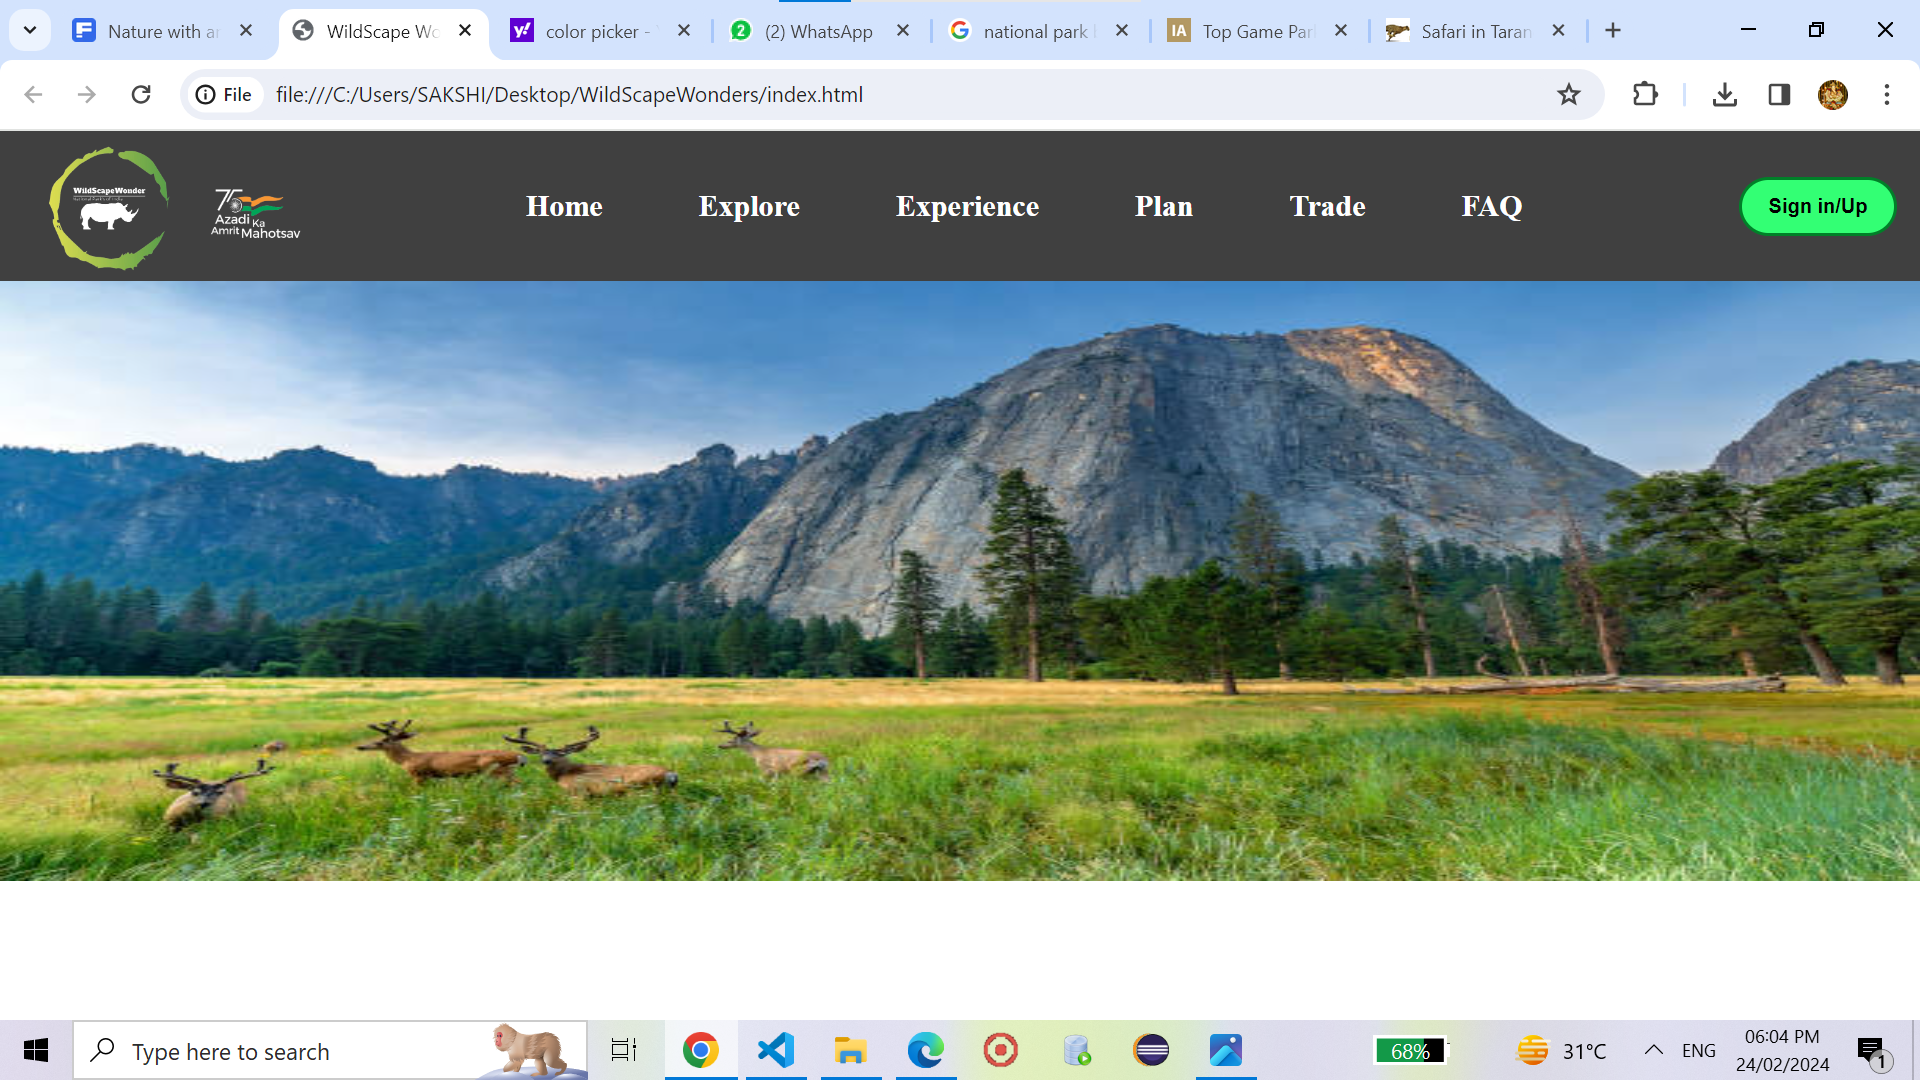 Nature with a
WildScape Wo
color picker -
(2) WhatsApp
national park
Top Game Par
Safari in Taran
File
file:///C:/Users/SAKSHI/Desktop/WildScapeWonders/index.html
WildScapeWonder
75
Azadi Ka
Amrit Mahotsav
Home
Explore
Experience
Plan
Trade
FAQ
Sign in/Up
Type here to search
68%
31°C
ENG
06:04 PM
24/02/2024
1